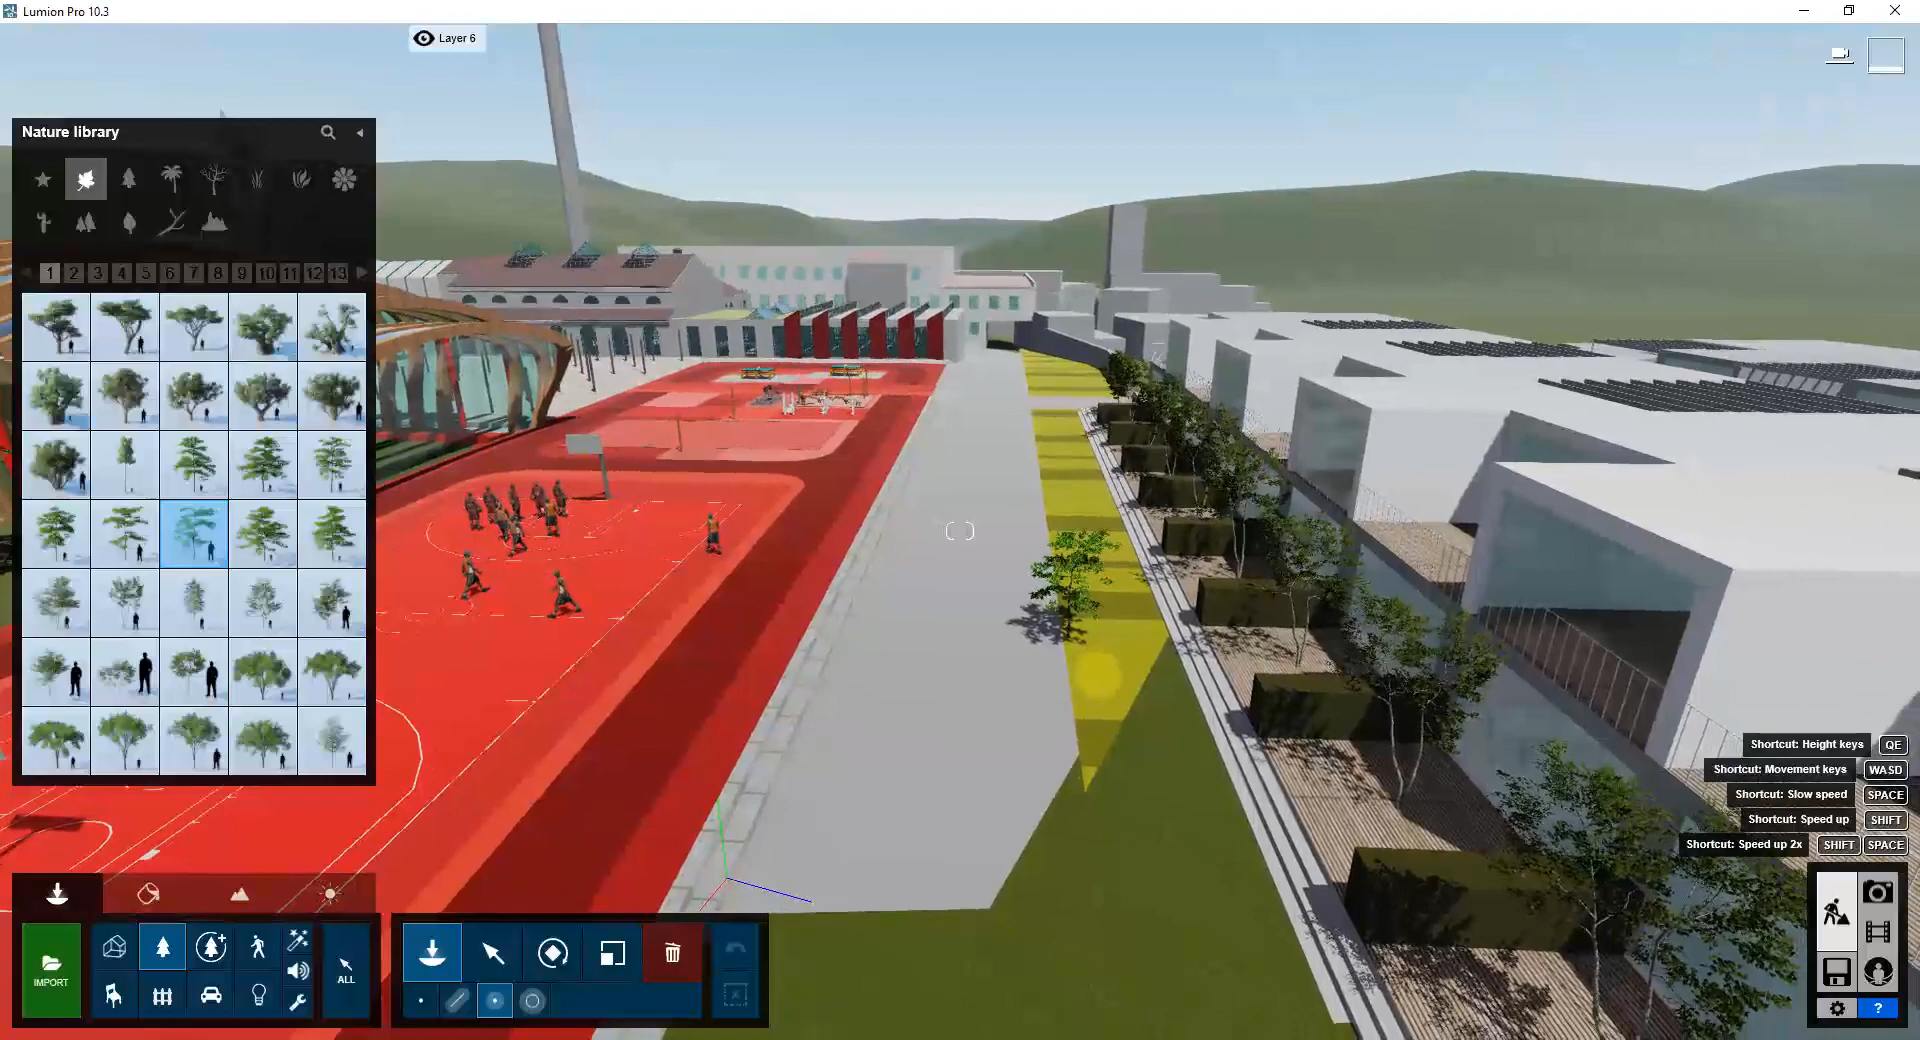 Lumion Pro 10.3
Layer 6
Nature library
1 2 3 4 5 6 7 8 9 10 11 12 13
Shortcut: Height keys QE
Shortcut: Movement keys WASD
Shortcut: Slow speed SPACE
Shortcut: Speed up SHIFT
Shortcut: Speed up 2x SHIFT SPACE
IMPORT
ALL
?